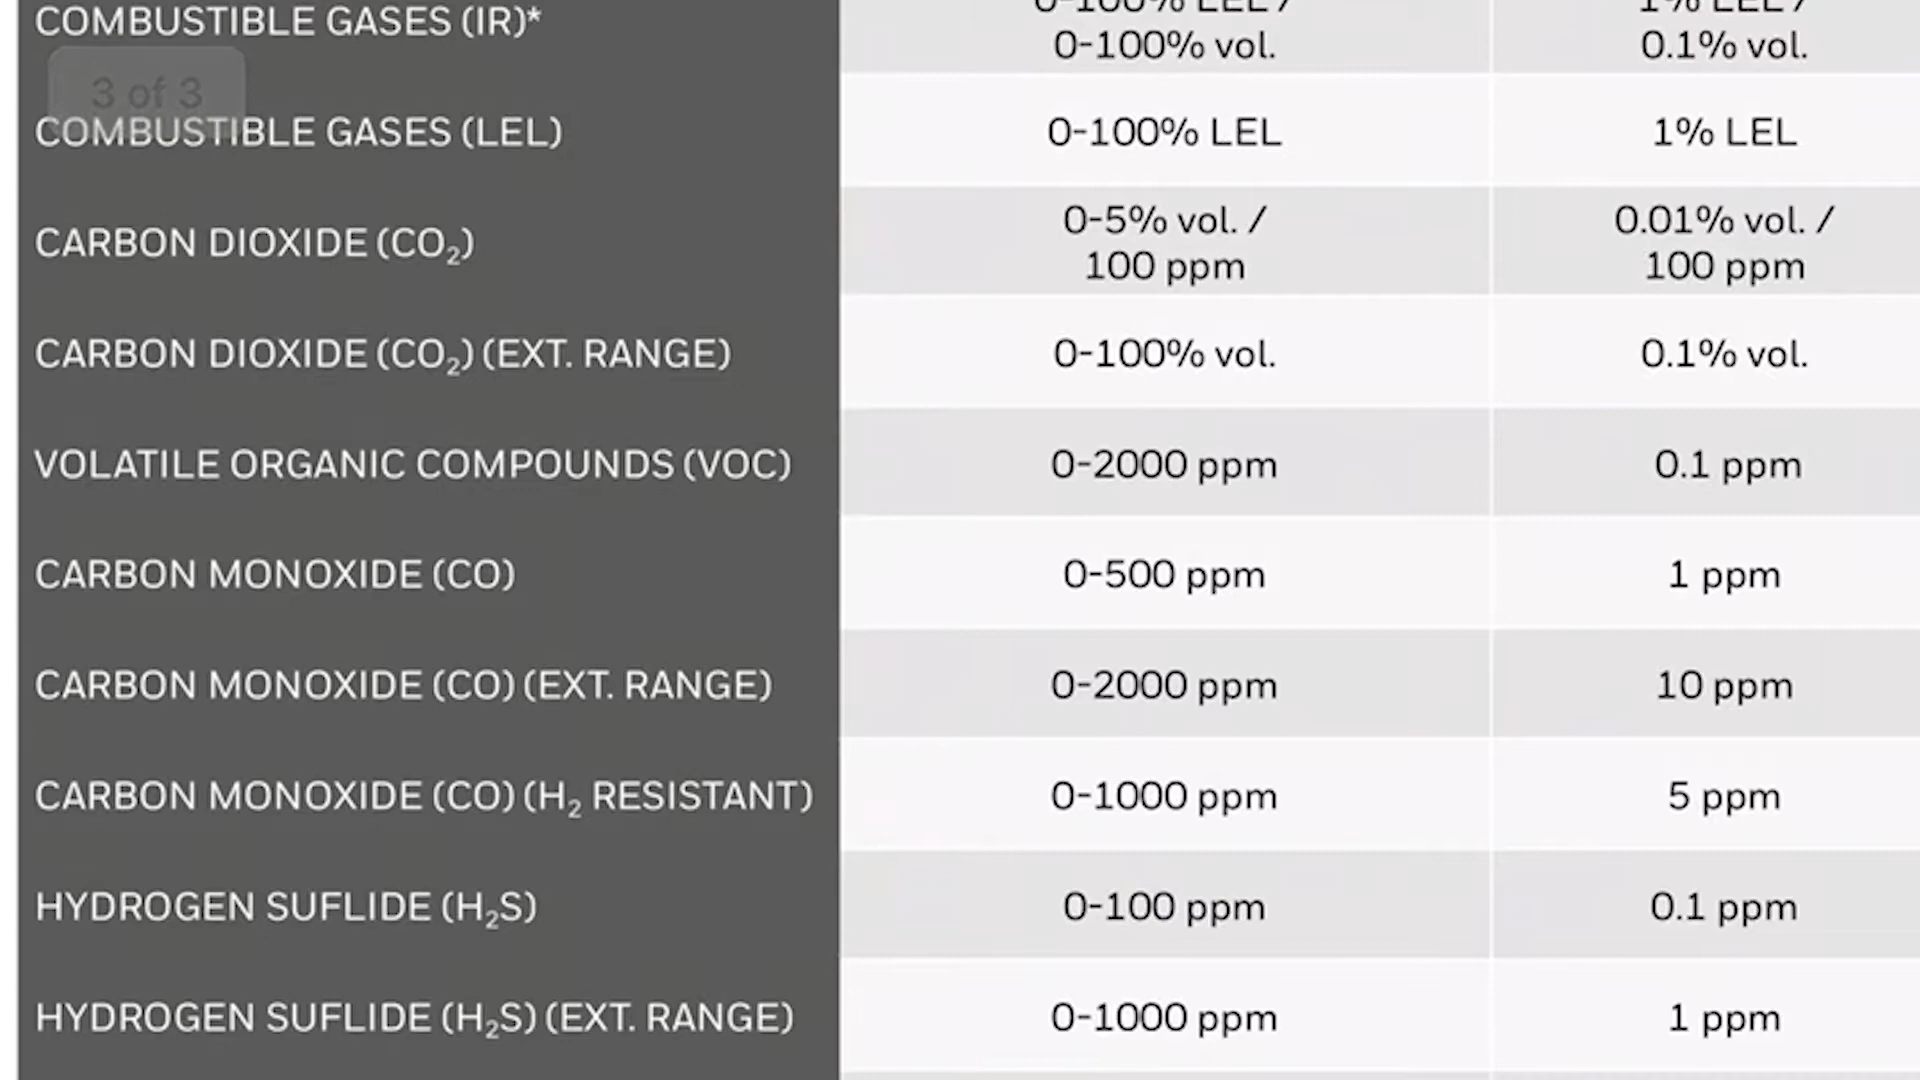 COMBUSTIBLE GASES (IR)*
0-100% LEL /
0-100% vol.
1% LEL /
0.1% vol.
3 of 3
COMBUSTIBLE GASES (LEL)
0-100% LEL
1% LEL
CARBON DIOXIDE (CO₂)
0-5% vol. /
100 ppm
0.01% vol. /
100 ppm
CARBON DIOXIDE (CO₂) (EXT. RANGE)
0-100% vol.
0.1% vol.
VOLATILE ORGANIC COMPOUNDS (VOC)
0-2000 ppm
0.1 ppm
CARBON MONOXIDE (CO)
0-500 ppm
1 ppm
CARBON MONOXIDE (CO) (EXT. RANGE)
0-2000 ppm
10 ppm
CARBON MONOXIDE (CO) (H₂ RESISTANT)
0-1000 ppm
5 ppm
HYDROGEN SUFLIDE (H₂S)
0-100 ppm
0.1 ppm
HYDROGEN SUFLIDE (H₂S) (EXT. RANGE)
0-1000 ppm
1 ppm